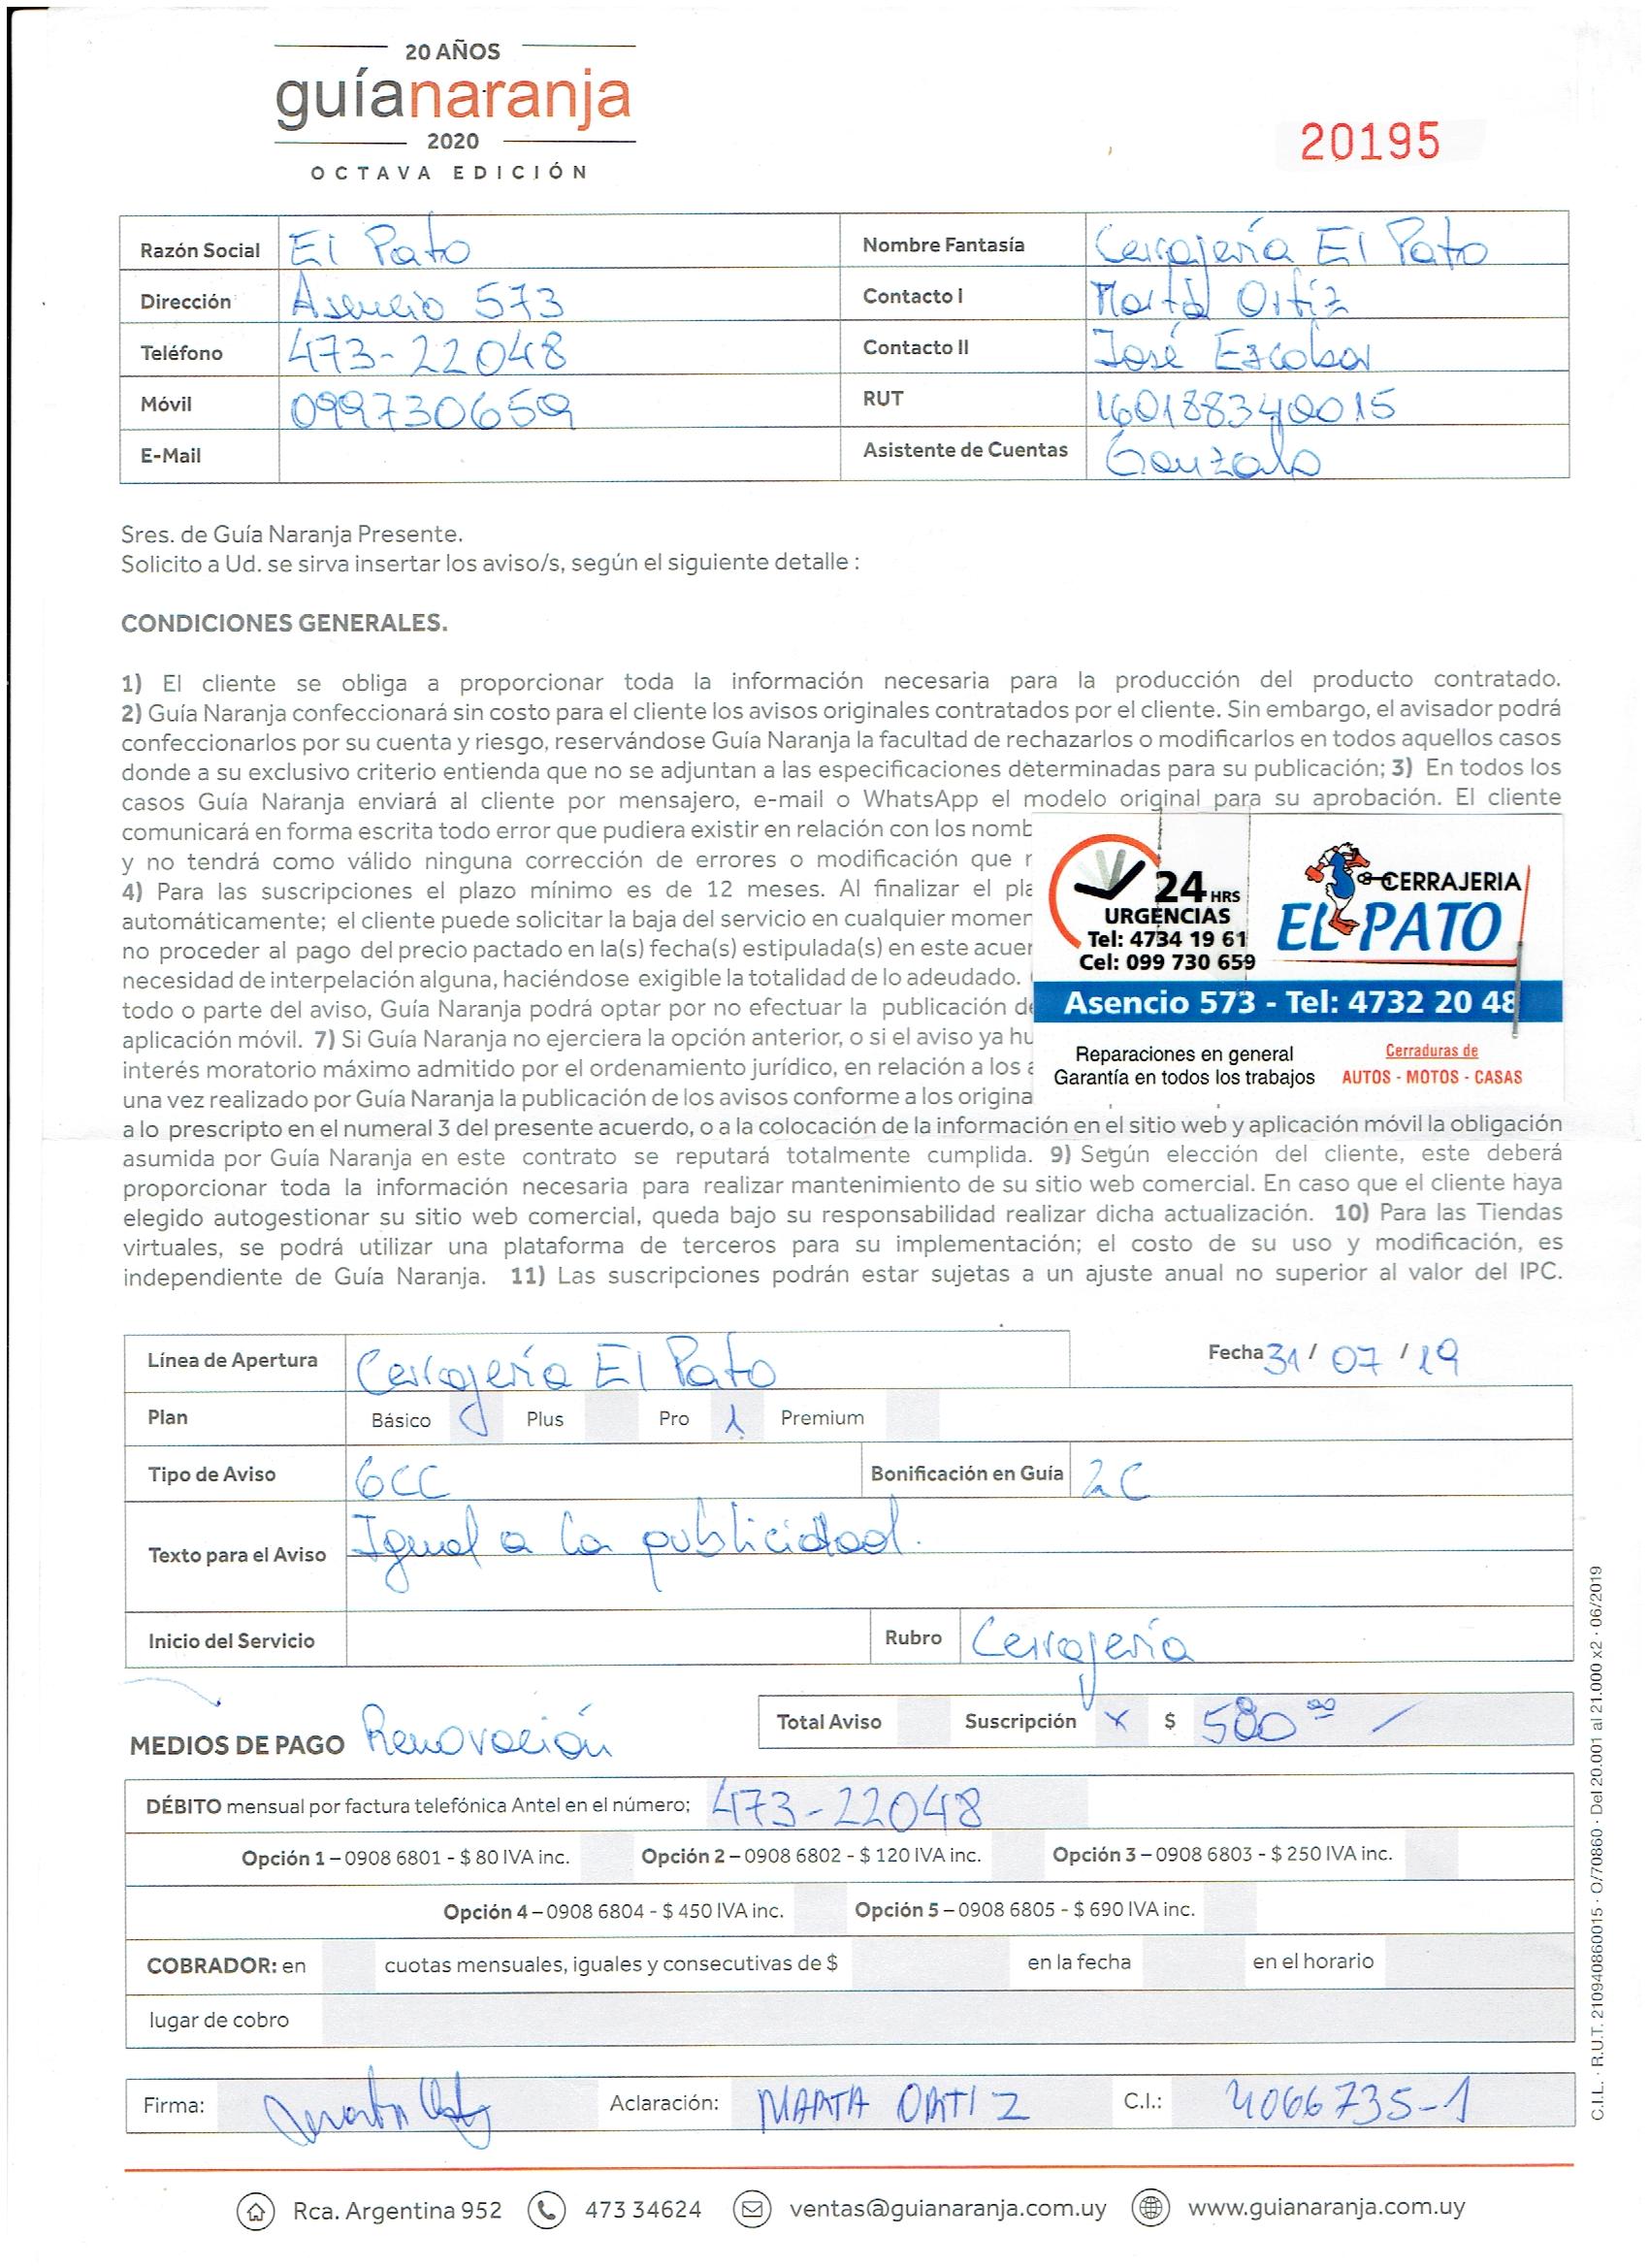 20 AÑOS
guíanaranja
2020
OCTAVA EDICIÓN
20195
Razón Social El Pato Nombre Fantasía Cerrajería El Pato
Dirección Asencio 573 Contacto I Marta Ortiz
Teléfono 473-22048 Contacto II José Escobar
Móvil 099730659 RUT 160188340015
E-Mail Asistente de Cuentas Gonzalo
Sres. de Guía Naranja Presente.
Solicito a Ud. se sirva insertar los aviso/s, según el siguiente detalle :
CONDICIONES GENERALES.
1) El cliente se obliga a proporcionar toda la información necesaria para la producción del producto contratado.
2) Guía Naranja confeccionará sin costo para el cliente los avisos originales contratados por el cliente. Sin embargo, el avisador podrá
confeccionarlos por su cuenta y riesgo, reservándose Guía Naranja la facultad de rechazarlos o modificarlos en todos aquellos casos
donde a su exclusivo criterio entienda que no se adjuntan a las especificaciones determinadas para su publicación; 3) En todos los
casos Guía Naranja enviará al cliente por mensajero, e-mail o WhatsApp el modelo original para su aprobación. El cliente
comunicará en forma escrita todo error que pudiera existir en relación con los nomb
y no tendrá como válido ninguna corrección de errores o modificación que
4) Para las suscripciones el plazo mínimo es de 12 meses. Al finalizar el pla
automáticamente; el cliente puede solicitar la baja del servicio en cualquier momen
no proceder al pago del precio pactado en la(s) fecha(s) estipulada(s) en este acuer
necesidad de interpelación alguna, haciéndose exigible la totalidad de lo adeudado.
todo o parte del aviso, Guía Naranja podrá optar por no efectuar la publicación de
aplicación móvil. 7) Si Guía Naranja no ejerciera la opción anterior, o si el aviso ya hu
interés moratorio máximo admitido por el ordenamiento jurídico, en relación a los a
una vez realizado por Guía Naranja la publicación de los avisos conforme a los origina
24 HRS
URGENCIAS
Tel: 4734 19 61
Cel: 099 730 659
CERRAJERIA
EL PATO
Asencio 573 - Tel: 4732 20 48
Reparaciones en general
Garantía en todos los trabajos
Cerraduras de
AUTOS - MOTOS - CASAS
a lo prescripto en el numeral 3 del presente acuerdo, o a la colocación de la información en el sitio web y aplicación móvil la obligación
asumida por Guía Naranja en este contrato se reputará totalmente cumplida. 9) Según elección del cliente, este deberá
proporcionar toda la información necesaria para realizar mantenimiento de su sitio web comercial. En caso que el cliente haya
elegido autogestionar su sitio web comercial, queda bajo su responsabilidad realizar dicha actualización. 10) Para las Tiendas
virtuales, se podrá utilizar una plataforma de terceros para su implementación; el costo de su uso y modificación, es
independiente de Guía Naranja. 11) Las suscripciones podrán estar sujetas a un ajuste anual no superior al valor del IPC.
Línea de Apertura Cerrajería El Pato Fecha 31 / 07 / 19
Plan Básico Plus Pro 1 Premium
Tipo de Aviso 6CC Bonificación en Guía 2C
Texto para el Aviso Igual a la publicidad.
Inicio del Servicio Rubro Cerrajería
MEDIOS DE PAGO Renovación Total Aviso Suscripción x $ 580 00 /
DÉBITO mensual por factura telefónica Antel en el número; 473-22048
Opción 1 – 0908 6801 - $ 80 IVA inc. Opción 2 – 0908 6802 - $ 120 IVA inc. Opción 3 – 0908 6803 - $ 250 IVA inc.
Opción 4 – 0908 6804 - $ 450 IVA inc. Opción 5 – 0908 6805 - $ 690 IVA inc.
COBRADOR: en cuotas mensuales, iguales y consecutivas de $ en la fecha en el horario
lugar de cobro
Firma: Aclaración: MARTA ORTIZ C.I.: 4066735-1
Rca. Argentina 952 473 34624 ventas@guianaranja.com.uy www.guianaranja.com.uy
C.I.L. · R.U.T. 210940860015 · O/70860 · Del 20.001 al 21.000 x2 · 06/2019